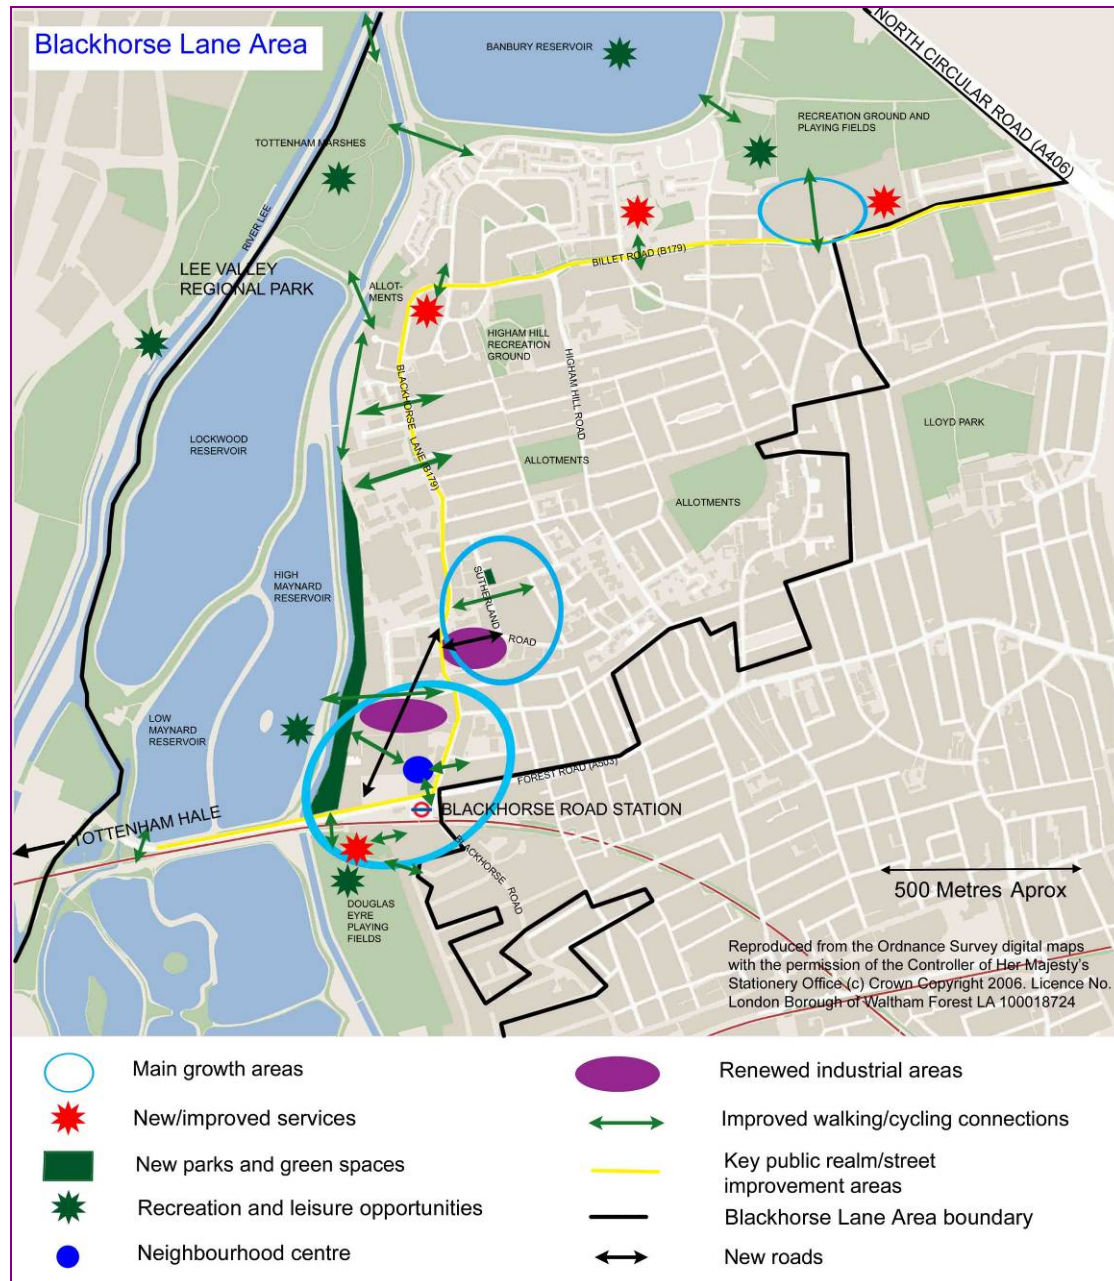 Blackhorse Lane Area
BANBURY RESERVOIR
NORTH CIRCULAR ROAD (A406)
RECREATION GROUND AND
PLAYING FIELDS
TOTTENHAM MARSHES
RIVER LEE
LEE VALLEY
REGIONAL PARK
ALLOT-
MENTS
BILLET ROAD (B179)
HIGHAM HILL
RECREATION
GROUND
HIGHAM HILL ROAD
BLACKHORSE LANE (B179)
LLOYD PARK
LOCKWOOD
RESERVOIR
ALLOTMENTS
ALLOTMENTS
HIGH
MAYNARD
RESERVOIR
SUTHERLAND
ROAD
LOW
MAYNARD
RESERVOIR
FOREST ROAD (A503)
BLACKHORSE ROAD STATION
TOTTENHAM HALE
BLACKHORSE ROAD
500 Metres Aprox
DOUGLAS
EYRE
PLAYING
FIELDS
Reproduced from the Ordnance Survey digital maps
with the permission of the Controller of Her Majesty's
Stationery Office (c) Crown Copyright 2006. Licence No.
London Borough of Waltham Forest LA 100018724
Main growth areas
Renewed industrial areas
New/improved services
Improved walking/cycling connections
New parks and green spaces
Key public realm/street
improvement areas
Recreation and leisure opportunities
Blackhorse Lane Area boundary
Neighbourhood centre
New roads